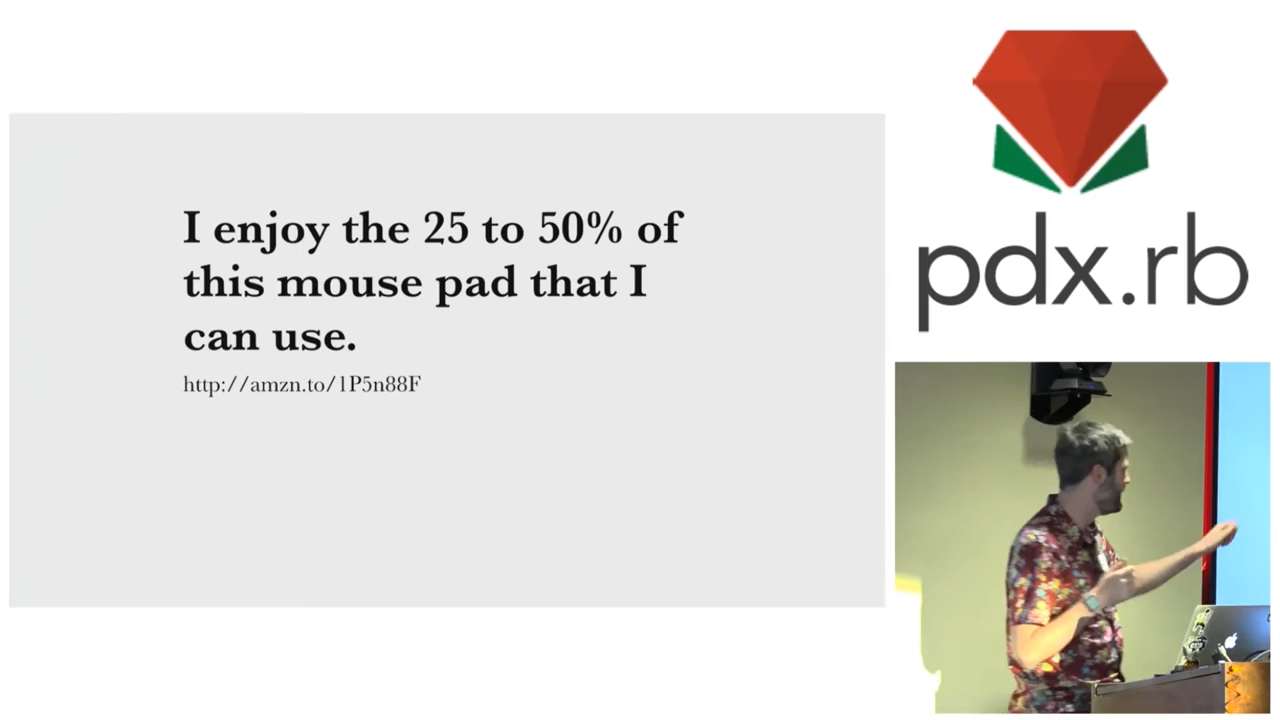 I enjoy the 25 to 50% of
this mouse pad that I
can use.
http://amzn.to/1P5n88F
pdx.rb